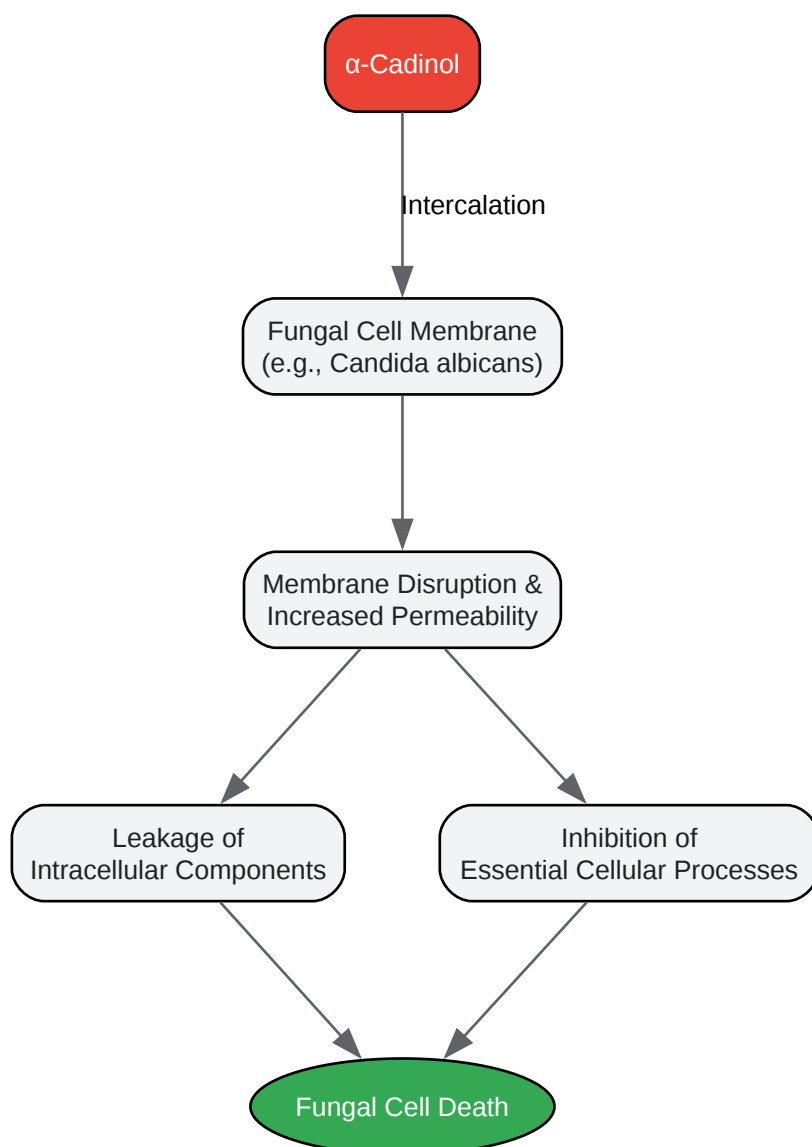 α-Cadinol
Intercalation
Fungal Cell Membrane
(e.g., Candida albicans)
Membrane Disruption &
Increased Permeability
Leakage of
Intracellular Components
Inhibition of
Essential Cellular Processes
Fungal Cell Death